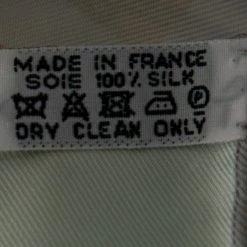 MADE IN FRANCE
SOIE 100% SILK
P
DRY CLEAN ONLY